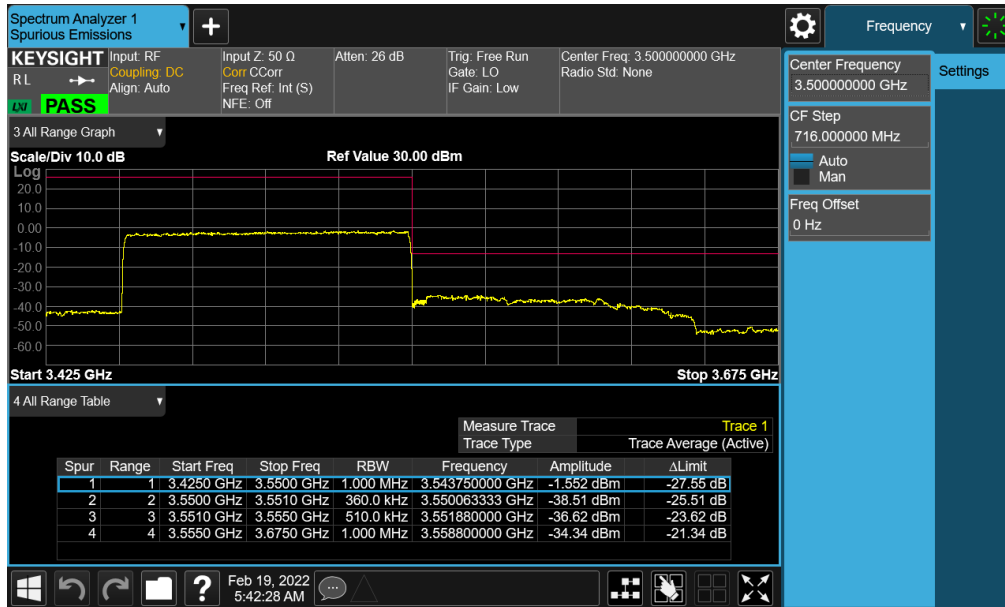 Spectrum Analyzer 1
Spurious Emissions
+
Frequency
KEYSIGHT
R L
LXI
PASS
Input: RF
Coupling: DC
Align: Auto
Input Z: 50 Ω
Corr CCorr
Freq Ref: Int (S)
NFE: Off
Atten: 26 dB
Trig: Free Run
Gate: LO
IF Gain: Low
Center Freq: 3.500000000 GHz
Radio Std: None
Center Frequency
3.500000000 GHz
Settings
CF Step
716.000000 MHz
Auto
Man
Freq Offset
0 Hz
3 All Range Graph
Scale/Div 10.0 dB
Ref Value 30.00 dBm
Log
20.0
10.0
0.00
-10.0
-20.0
-30.0
-40.0
-50.0
-60.0
Start 3.425 GHz
Stop 3.675 GHz
4 All Range Table
Measure Trace Trace 1
Trace Type Trace Average (Active)
Spur Range Start Freq Stop Freq RBW Frequency Amplitude ΔLimit
1 1 3.4250 GHz 3.5500 GHz 1.000 MHz 3.543750000 GHz -1.552 dBm -27.55 dB
2 2 3.5500 GHz 3.5510 GHz 360.0 kHz 3.550063333 GHz -38.51 dBm -25.51 dB
3 3 3.5510 GHz 3.5550 GHz 510.0 kHz 3.551880000 GHz -36.62 dBm -23.62 dB
4 4 3.5550 GHz 3.6750 GHz 1.000 MHz 3.558800000 GHz -34.34 dBm -21.34 dB
?
Feb 19, 2022
5:42:28 AM